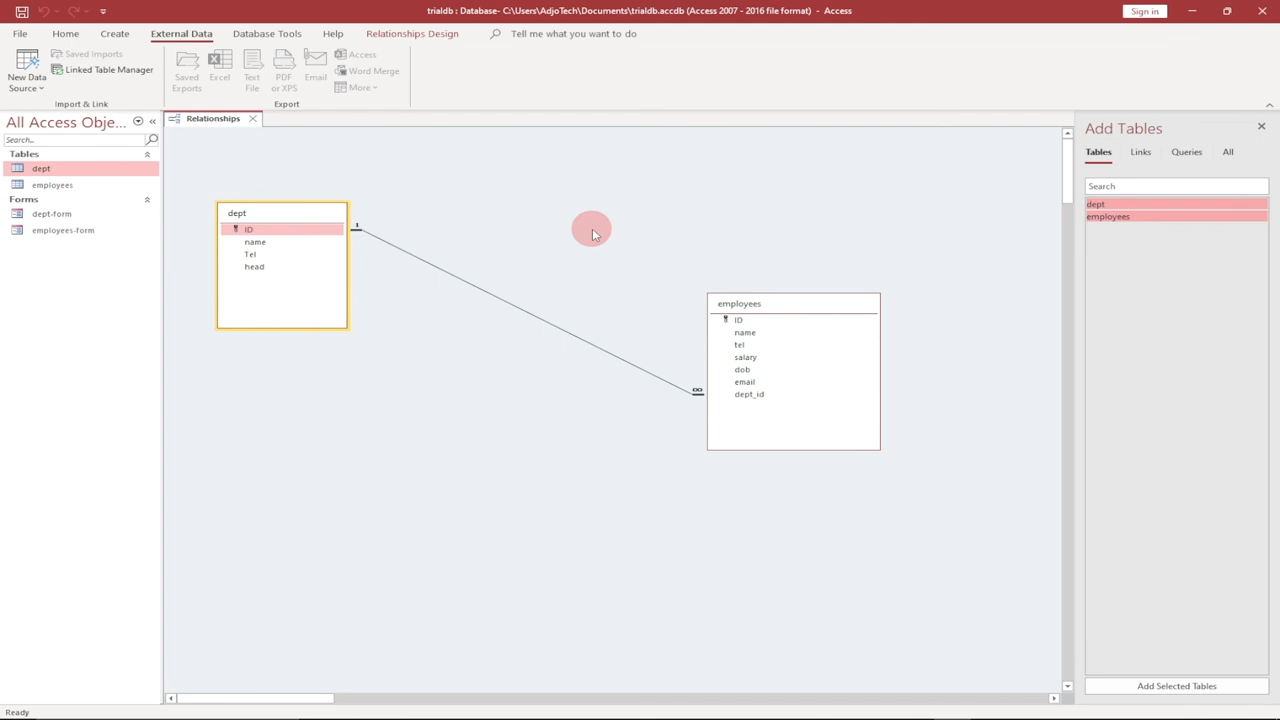 trialdb : Database- C:\Users\AdjoTech\Documents\trialdb.accdb (Access 2007 - 2016 file format) - Access
Sign in
File Home Create External Data Database Tools Help Relationships Design Tell me what you want to do
New Data Source
Saved Imports
Linked Table Manager
Saved Exports
Excel
Text File
PDF or XPS
Email
Access
Word Merge
More
Import & Link
Export
All Access Obje...
Search...
Tables
dept
employees
Forms
dept-form
employees-form
Relationships
dept
ID
name
Tel
head
1
∞
employees
ID
name
tel
salary
dob
email
dept_id
Add Tables
Tables Links Queries All
Search
dept
employees
Add Selected Tables
Ready